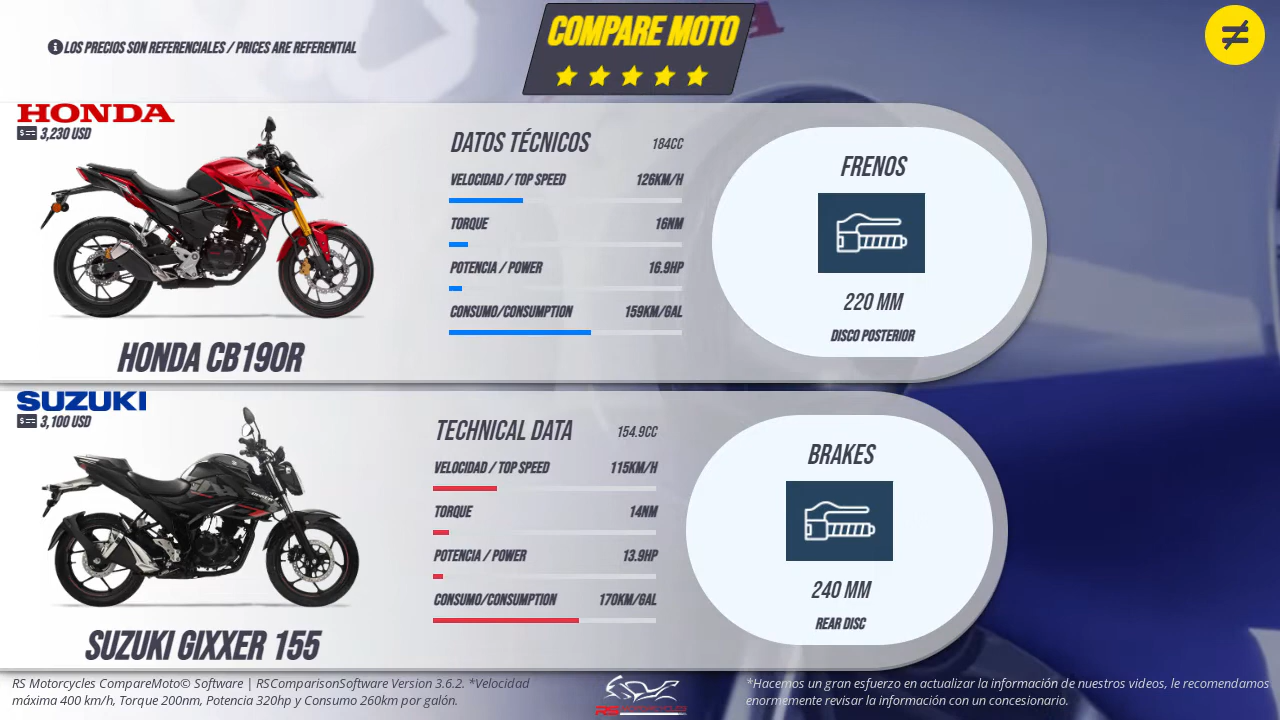 COMPARE MOTO
LOS PRECIOS SON REFERENCIALES / PRICES ARE REFERENTIAL
HONDA
3,230 USD
HONDA CB190R
DATOS TÉCNICOS 184CC
VELOCIDAD / TOP SPEED 126KM/H
TORQUE 16NM
POTENCIA / POWER 16.9HP
CONSUMO/CONSUMPTION 159KM/GAL
FRENOS
220 MM
DISCO POSTERIOR
SUZUKI
3,100 USD
SUZUKI GIXXER 155
TECHNICAL DATA 154.9CC
VELOCIDAD / TOP SPEED 115KM/H
TORQUE 14NM
POTENCIA / POWER 13.9HP
CONSUMO/CONSUMPTION 170KM/GAL
BRAKES
240 MM
REAR DISC
RS Motorcycles CompareMoto© Software | RSComparisonSoftware Version 3.6.2. *Velocidad
máxima 400 km/h, Torque 200nm, Potencia 320hp y Consumo 260km por galón.
RS MOTORCYCLES
*Hacemos un gran esfuerzo en actualizar la información de nuestros videos, le recomendamos
enormemente revisar la información con un concesionario.